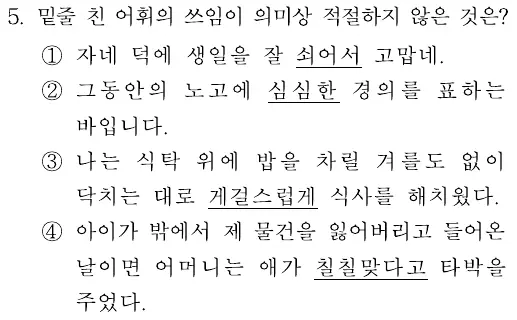 5. 밑줄 친 어휘의 쓰임이 의미상 적절하지 않은 것은?
① 자네 덕에 생일을 잘 쇠어서 고맙네.
② 그동안의 노고에 심심한 경의를 표하는
바입니다.
③ 나는 식탁 위에 밥을 차릴 겨를도 없이
닥치는 대로 게걸스럽게 식사를 해치웠다.
④ 아이가 밖에서 제 물건을 잃어버리고 들어온
날이면 어머니는 애가 칠칠맞다고 타박을
주었다.